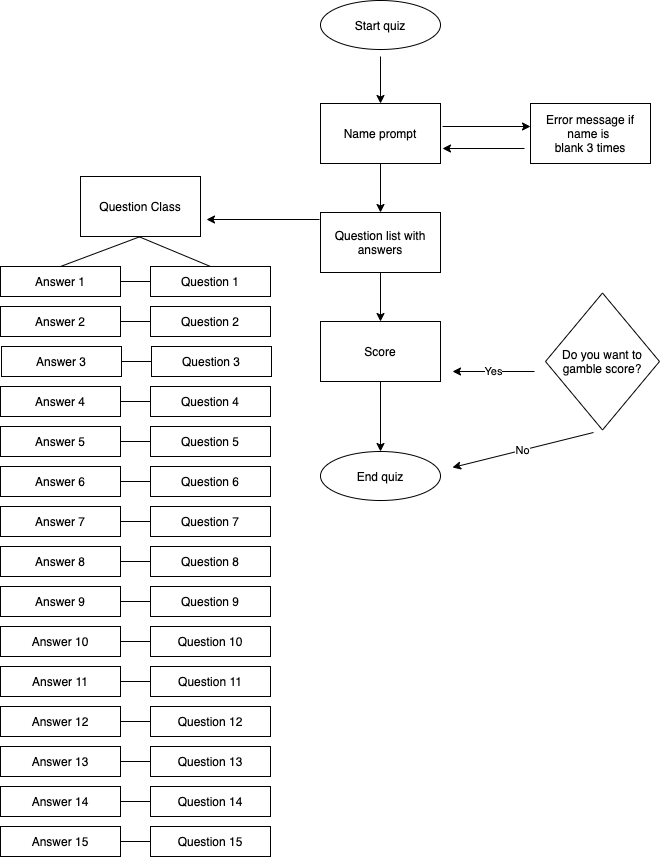 Start quiz
Name prompt
Error message if
name is
blank 3 times
Question Class
Question list with
answers
Answer 1
Question 1
Answer 2
Question 2
Score
Do you want to
gamble score?
Answer 3
Question 3
Yes
Answer 4
Question 4
Answer 5
Question 5
No
Answer 6
Question 6
End quiz
Answer 7
Question 7
Answer 8
Question 8
Answer 9
Question 9
Answer 10
Question 10
Answer 11
Question 11
Answer 12
Question 12
Answer 13
Question 13
Answer 14
Question 14
Answer 15
Question 15